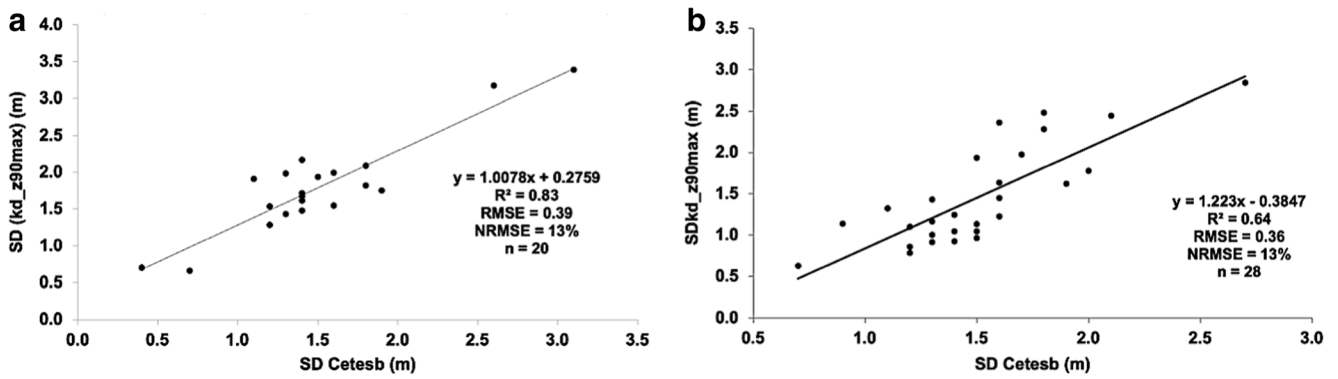 a
4.0
3.5
3.0
2.5
2.0
1.5
1.0
0.5
0.0
SD (kd_z90max) (m)
y = 1.0078x + 0.2759
R² = 0.83
RMSE = 0.39
NRMSE = 13%
n = 20
0.0 0.5 1.0 1.5 2.0 2.5 3.0 3.5
SD Cetesb (m)
b
3.5
3.0
2.5
2.0
1.5
1.0
0.5
0.0
SDkd_z90max (m)
y = 1.223x - 0.3847
R² = 0.64
RMSE = 0.36
NRMSE = 13%
n = 28
0.5 1.0 1.5 2.0 2.5 3.0
SD Cetesb (m)